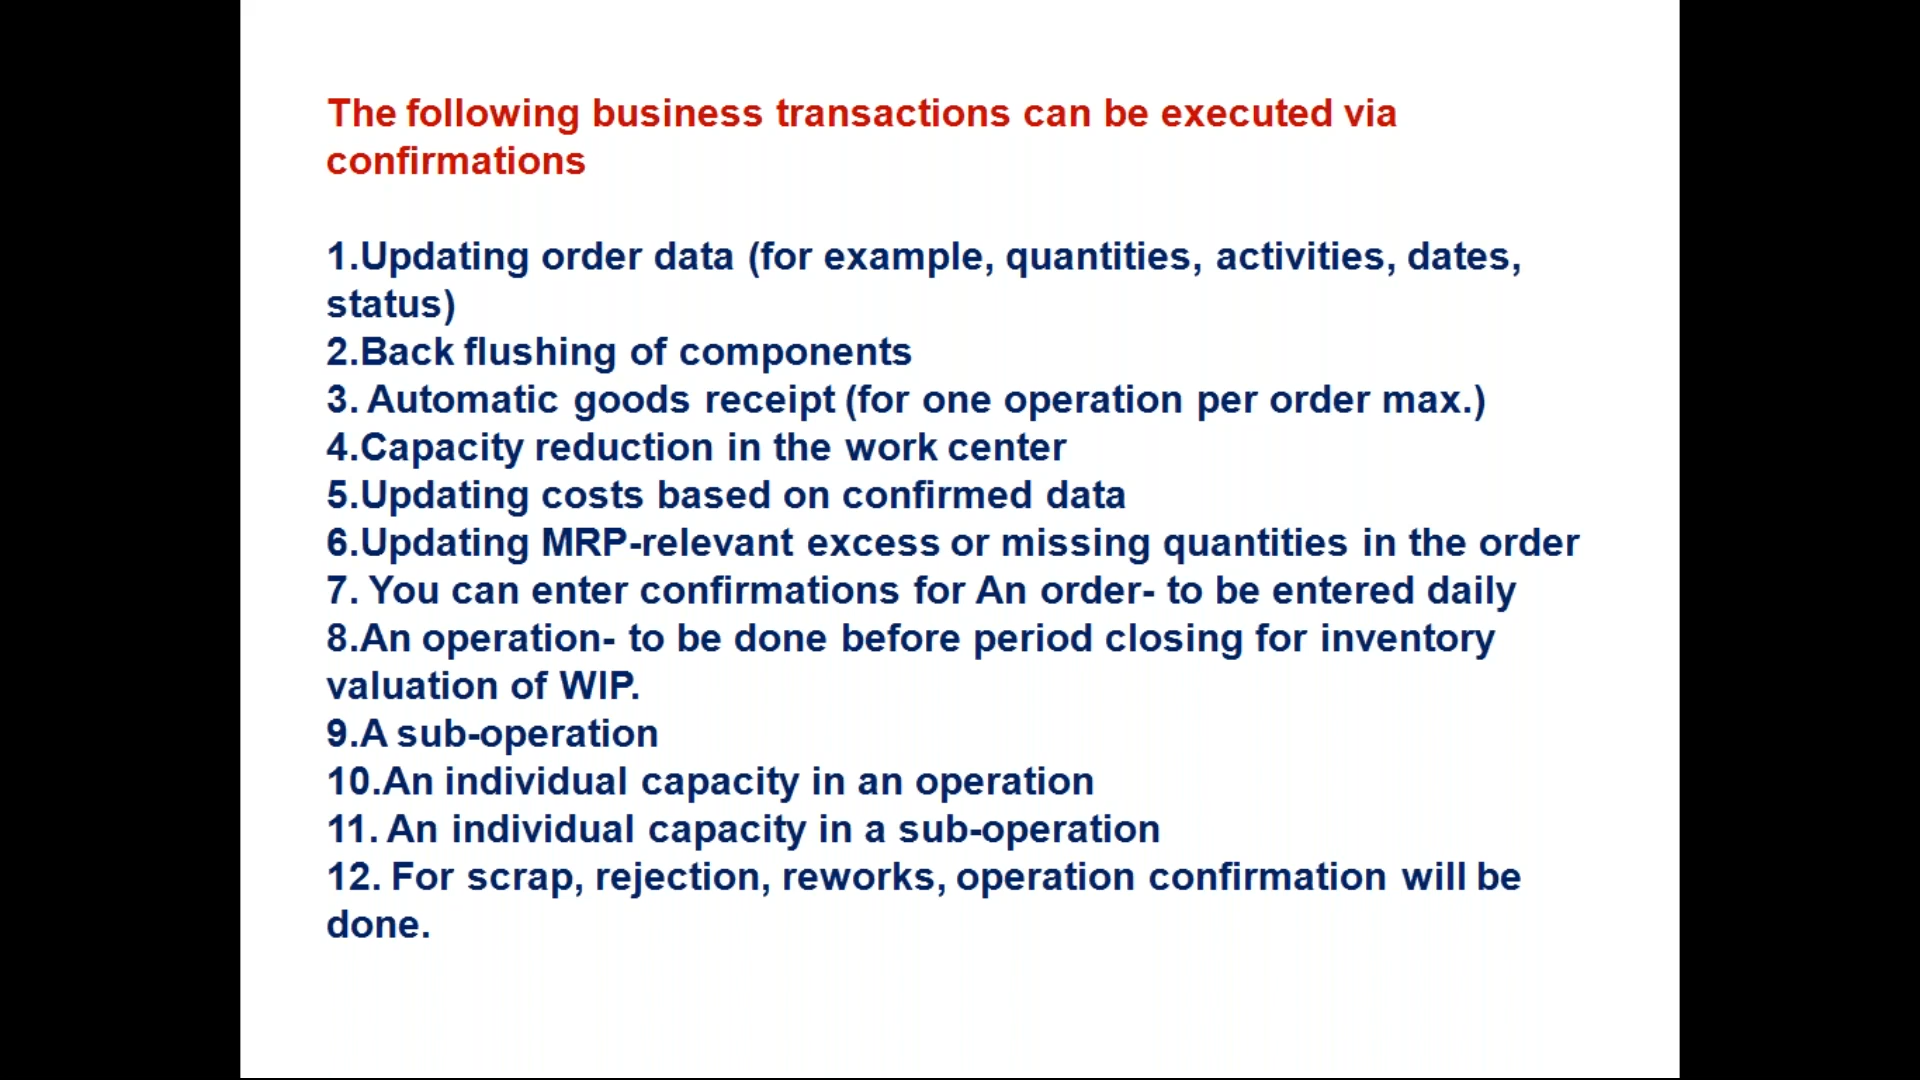 The following business transactions can be executed via
confirmations
1.Updating order data (for example, quantities, activities, dates,
status)
2.Back flushing of components
3. Automatic goods receipt (for one operation per order max.)
4.Capacity reduction in the work center
5.Updating costs based on confirmed data
6.Updating MRP-relevant excess or missing quantities in the order
7. You can enter confirmations for An order- to be entered daily
8.An operation- to be done before period closing for inventory
valuation of WIP.
9.A sub-operation
10.An individual capacity in an operation
11. An individual capacity in a sub-operation
12. For scrap, rejection, reworks, operation confirmation will be
done.